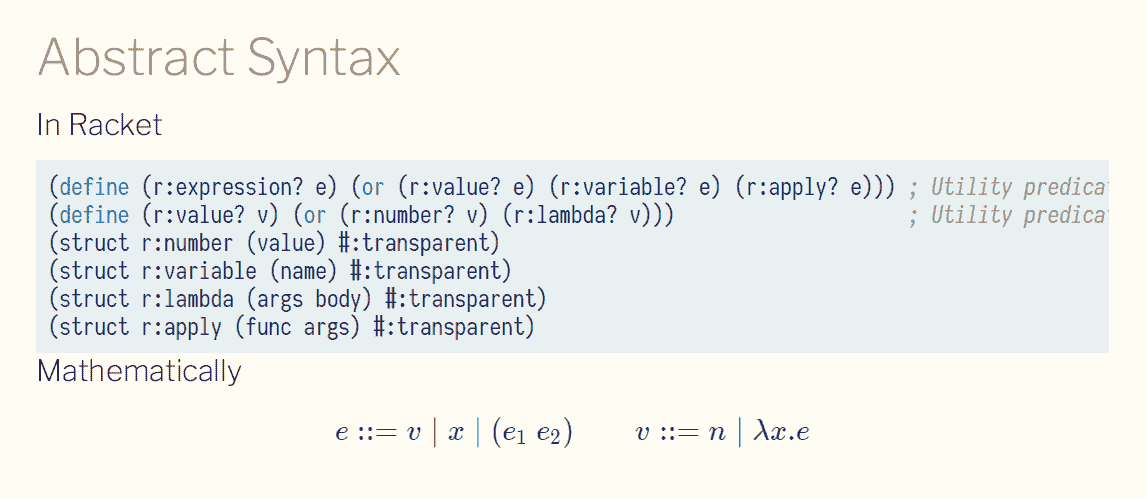 Abstract Syntax
In Racket
(define (r:expression? e) (or (r:value? e) (r:variable? e) (r:apply? e))) ; Utility
(define (r:value? v) (or (r:number? v) (r:lambda? v))) ; Utility
(struct r:number (value) #:transparent)
(struct r:variable (name) #:transparent)
(struct r:lambda (args body) #:transparent)
(struct r:apply (func args) #:transparent)
Mathematically
e ::= v | x | (e₁ e₂) v ::= n | λx.e